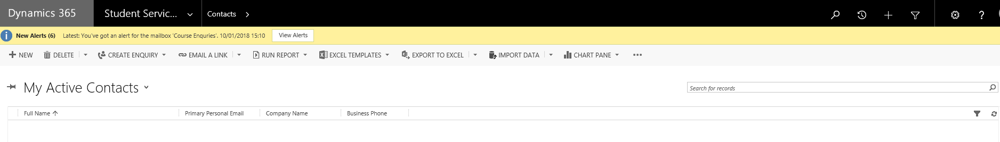 Dynamics 365 Student Servic... Contacts
New Alerts (6) Latest: You've got an alert for the mailbox 'Course Enquries'. 10/01/2018 15:10 View Alerts
NEW DELETE CREATE ENQUIRY EMAIL A LINK RUN REPORT EXCEL TEMPLATES EXPORT TO EXCEL IMPORT DATA CHART PANE
My Active Contacts Search for records
Full Name Primary Personal Email Company Name Business Phone